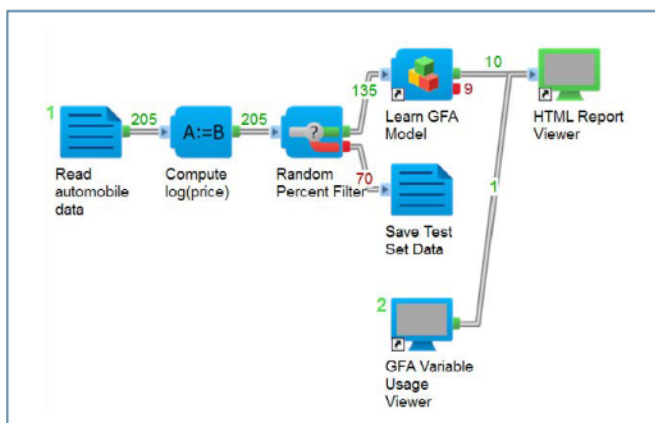 10
135
9
Learn GFA
Model
HTML Report
Viewer
1
205
A:=B
205
?
Read
automobile
data
Compute
log(price)
Random
Percent Filter
70
Save Test
Set Data
1
2
GFA Variable
Usage
Viewer